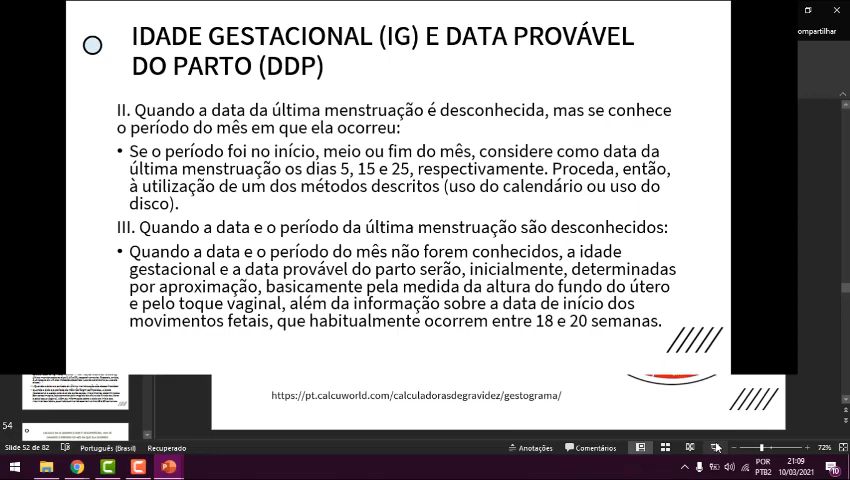 IDADE GESTACIONAL (IG) E DATA PROVÁVEL
DO PARTO (DDP)
ompartilhar
II. Quando a data da última menstruação é desconhecida, mas se conhece
o período do mês em que ela ocorreu:
• Se o período foi no início, meio ou fim do mês, considere como data da
última menstruação os dias 5, 15 e 25, respectivamente. Proceda, então,
à utilização de um dos métodos descritos (uso do calendário ou uso do
disco).
III. Quando a data e o período da última menstruação são desconhecidos:
• Quando a data e o período do mês não forem conhecidos, a idade
gestacional e a data provável do parto serão, inicialmente, determinadas
por aproximação, basicamente pela medida da altura do fundo do útero
e pelo toque vaginal, além da informação sobre a data de início dos
movimentos fetais, que habitualmente ocorrem entre 18 e 20 semanas.
https://pt.calcuworld.com/calculadorasdegravidez/gestograma/
54
Slide 52 de 82 Português (Brasil) Recuperado Anotações Comentários 72%
POR
PTB2
21:09
10/03/2021
10